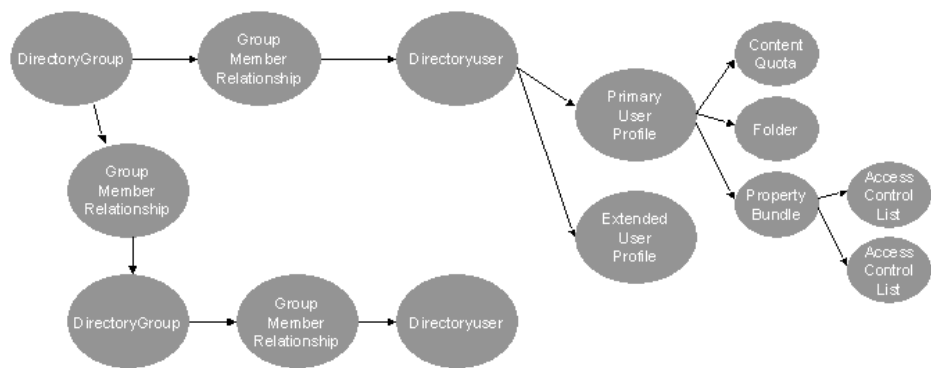 DirectoryGroup
Group
Member
Relationship
Directoryuser
Primary
User
Profile
Content
Quota
Folder
Property
Bundle
Access
Control
List
Access
Control
List
Extended
User
Profile
Group
Member
Relationship
DirectoryGroup
Group
Member
Relationship
Directoryuser